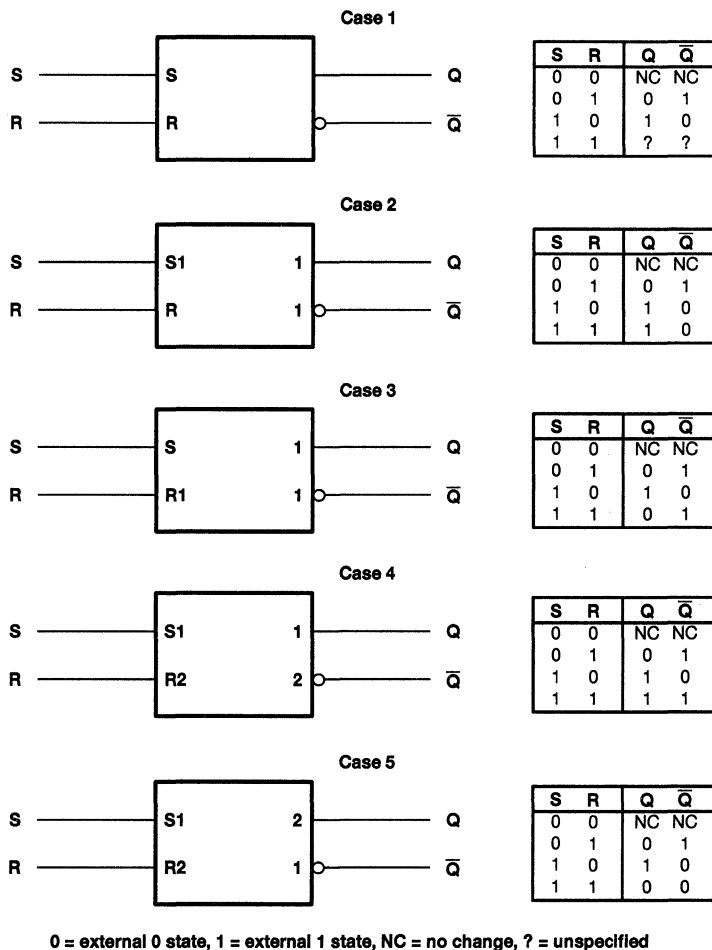 Case 1
S S Q
R R Q̅
S R Q Q̅
0 0 NC NC
0 1 0 1
1 0 1 0
1 1 ? ?
Case 2
S S1 1 Q
R R 1 Q̅
S R Q Q̅
0 0 NC NC
0 1 0 1
1 0 1 0
1 1 1 0
Case 3
S S 1 Q
R R1 1 Q̅
S R Q Q̅
0 0 NC NC
0 1 0 1
1 0 1 0
1 1 0 1
Case 4
S S1 1 Q
R R2 2 Q̅
S R Q Q̅
0 0 NC NC
0 1 0 1
1 0 1 0
1 1 1 1
Case 5
S S1 2 Q
R R2 1 Q̅
S R Q Q̅
0 0 NC NC
0 1 0 1
1 0 1 0
1 1 0 0
0 = external 0 state, 1 = external 1 state, NC = no change, ? = unspecified